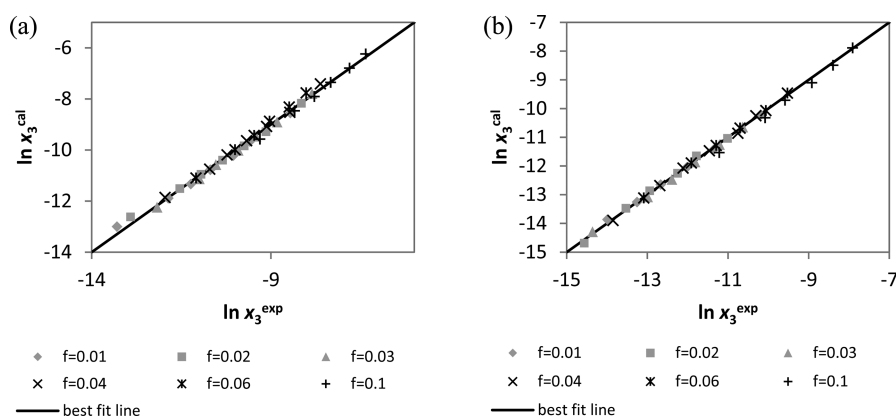 (a)
-6
-8
-10
-12
-14
ln x₃ᶜᵃˡ
-14 -9
ln x₃ᵉˣᵖ
f=0.01 f=0.02 f=0.03
f=0.04 f=0.06 f=0.1
best fit line
(b)
-7
-8
-9
-10
-11
-12
-13
-14
-15
ln x₃ᶜᵃˡ
-15 -13 -11 -9 -7
ln x₃ᵉˣᵖ
f=0.01 f=0.02 f=0.03
f=0.04 f=0.06 f=0.1
best fit line